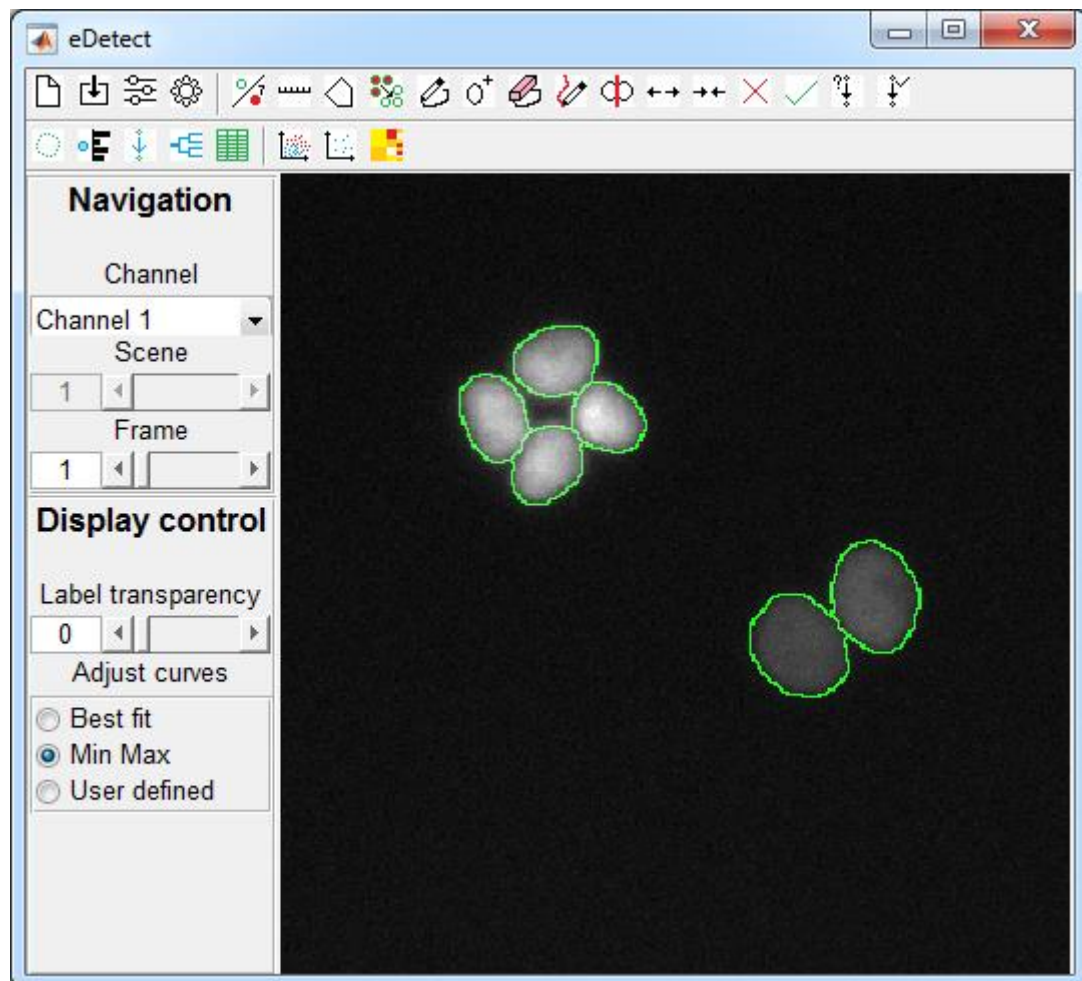 eDetect
Navigation
Channel
Channel 1
Scene
1
Frame
1
Display control
Label transparency
0
Adjust curves
Best fit
Min Max
User defined